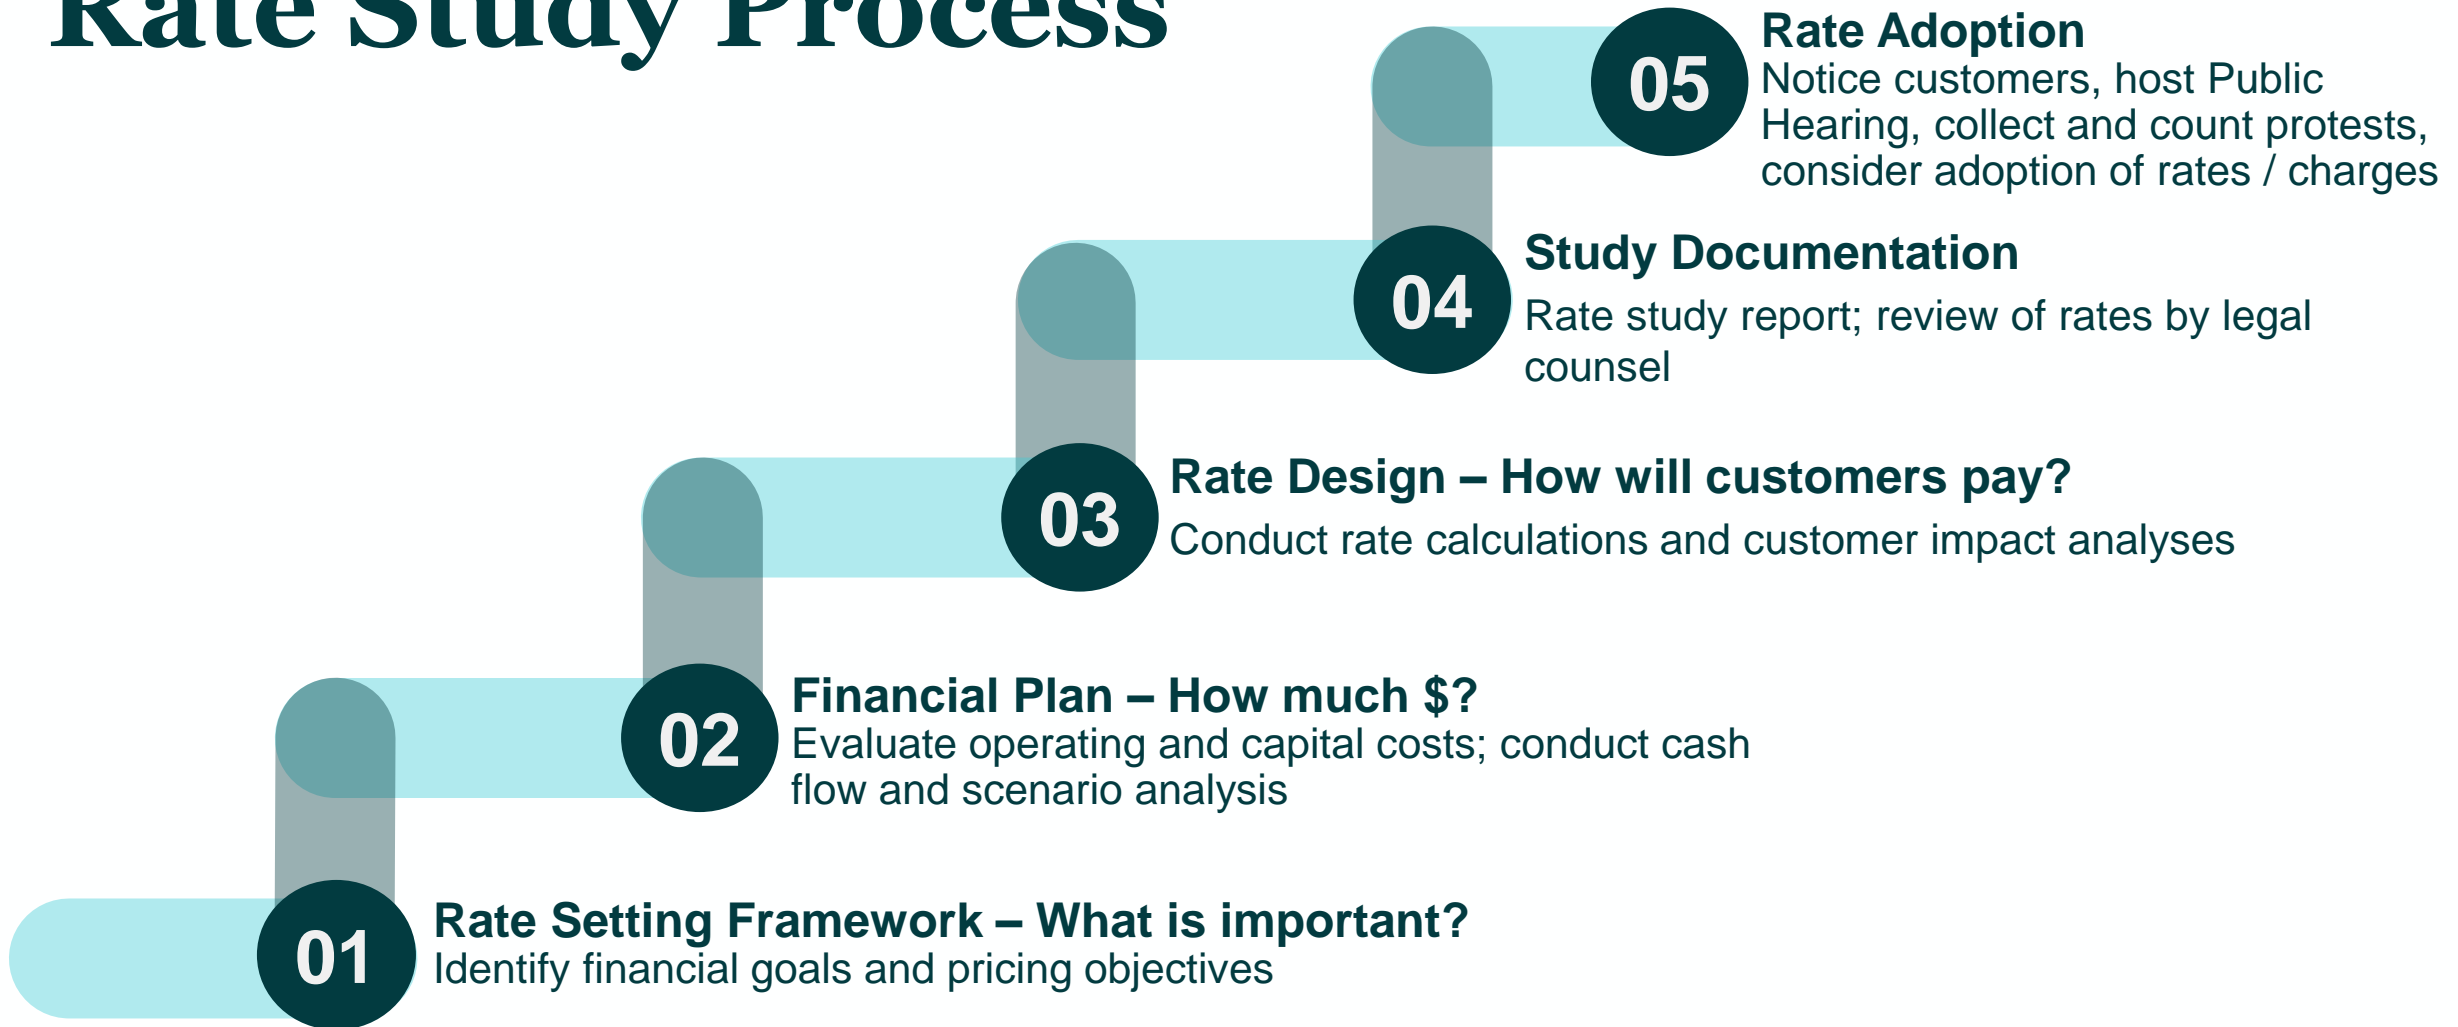 Rate Study Process
05
Rate Adoption
Notice customers, host Public
Hearing, collect and count protests,
consider adoption of rates / charges
04
Study Documentation
Rate study report; review of rates by legal
counsel
03
Rate Design – How will customers pay?
Conduct rate calculations and customer impact analyses
02
Financial Plan – How much $?
Evaluate operating and capital costs; conduct cash
flow and scenario analysis
01
Rate Setting Framework – What is important?
Identify financial goals and pricing objectives